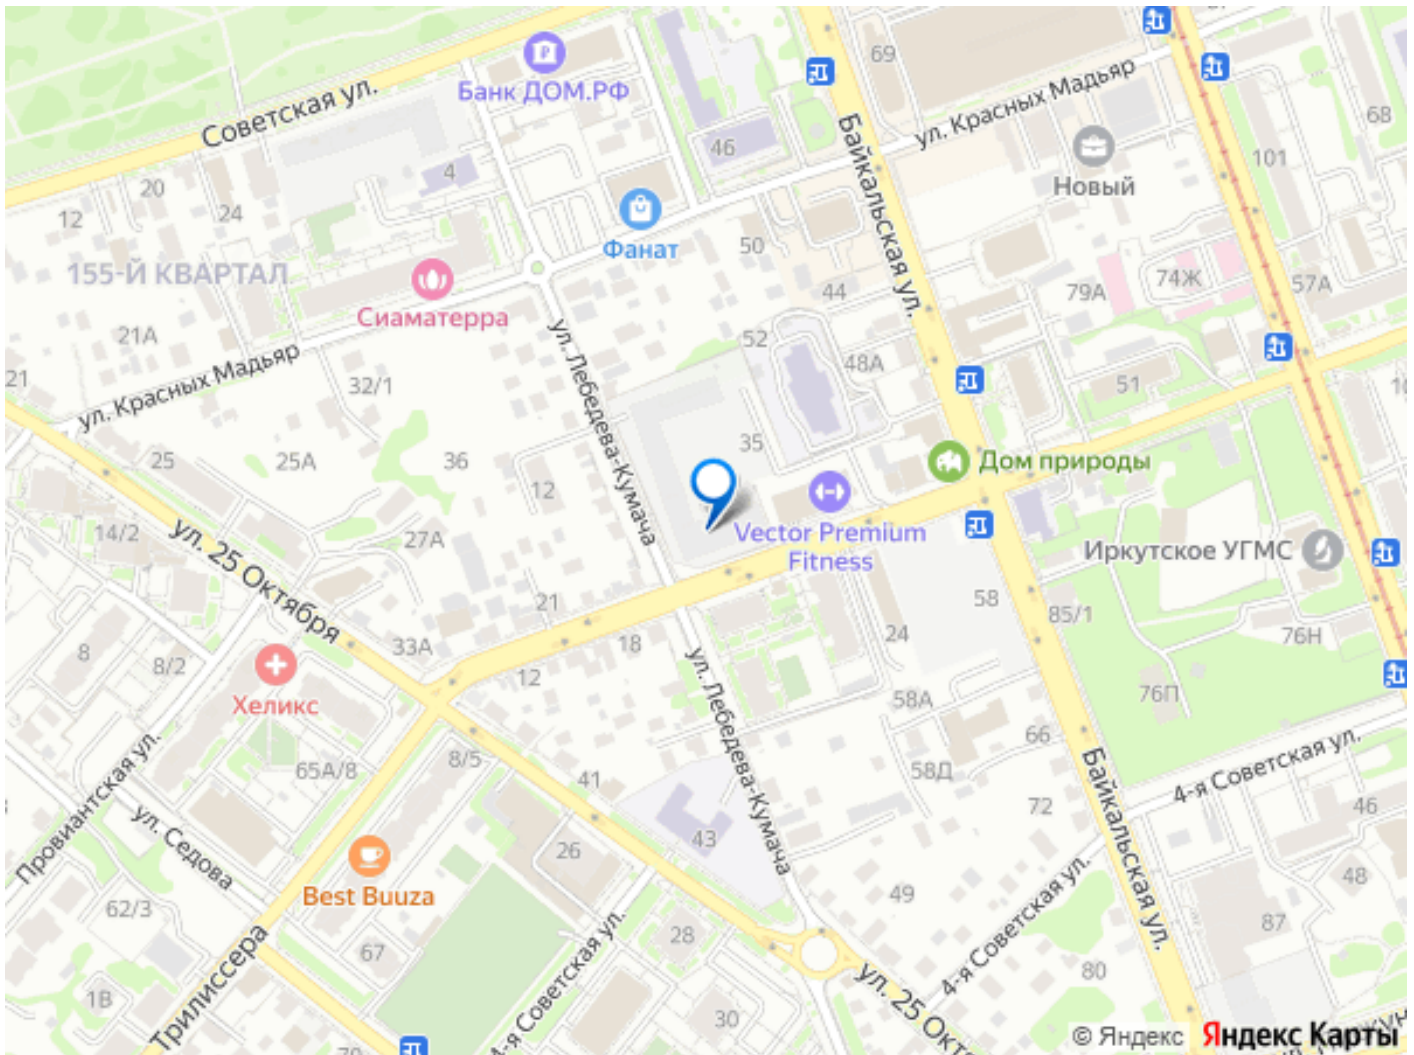 69
Банк ДОМ.РФ
Советская ул.
ул. Красных Мадьяр
68
46
101
4
Новый
20
24
12
Байкальская ул.
Фанат
50
155-Й КВАРТАЛ
74Ж
57А
79А
44
Сиаматерра
21А
52
48А
21
32/1
51
ул. Красных Мадьяр
ул. Лебедева-Кумача
35
25
25А
36
Дом природы
12
14/2
27А
Vector Premium
Fitness
Иркутское УГМС
ул. 25 Октября
21
58
85/1
33А
18
24
76Н
8
8/2
12
Хеликс
58А
76П
66
ул. Лебедева-Кумача
4-я Советская ул.
8/5
65А/8
41
58Д
72
46
Провиантская ул.
ул. Седова
43
26
Байкальская ул.
48
Best Buuza
49
62/3
87
67
28
4-я Советская ул.
4-я Советская ул.
80
1В
Трилиссера
30
ул. 25 Окт
© Яндекс
Яндекс Карты